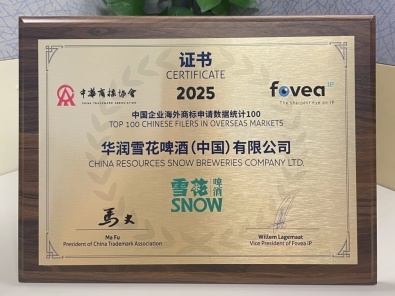 证书
CERTIFICATE
中华商标协会
CHINA TRADEMARK ASSOCIATION
2025
fovea IP
The sharpest eye on IP
中国企业海外商标申请数据统计100
TOP 100 CHINESE FILERS IN OVERSEAS MARKETS
华润雪花啤酒(中国)有限公司
CHINA RESOURCES SNOW BREWERIES COMPANY LTD.
雪花啤酒
SNOW
马夫
Ma Fu
President of China Trademark Association
Willem Lagemaat
Vice President of Fovea IP